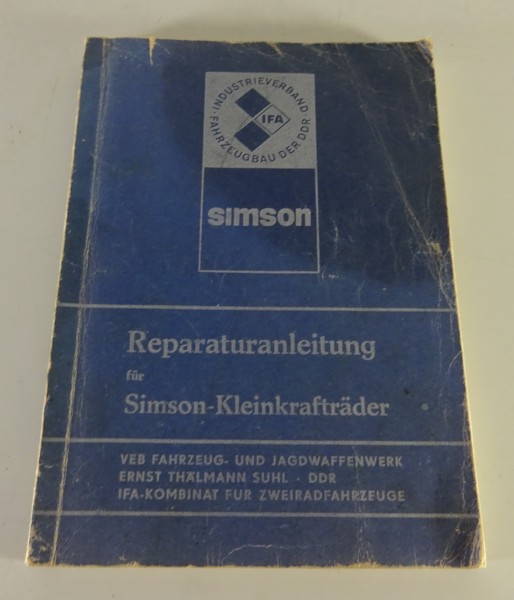 · INDUSTRIEVERBAND ·
FAHRZEUGBAU DER DDR
IFA
simson
Reparaturanleitung
für
Simson-Kleinkrafträder
VEB FAHRZEUG- UND JAGDWAFFENWERK
ERNST THÄLMANN SUHL · DDR
IFA-KOMBINAT FÜR ZWEIRADFAHRZEUGE